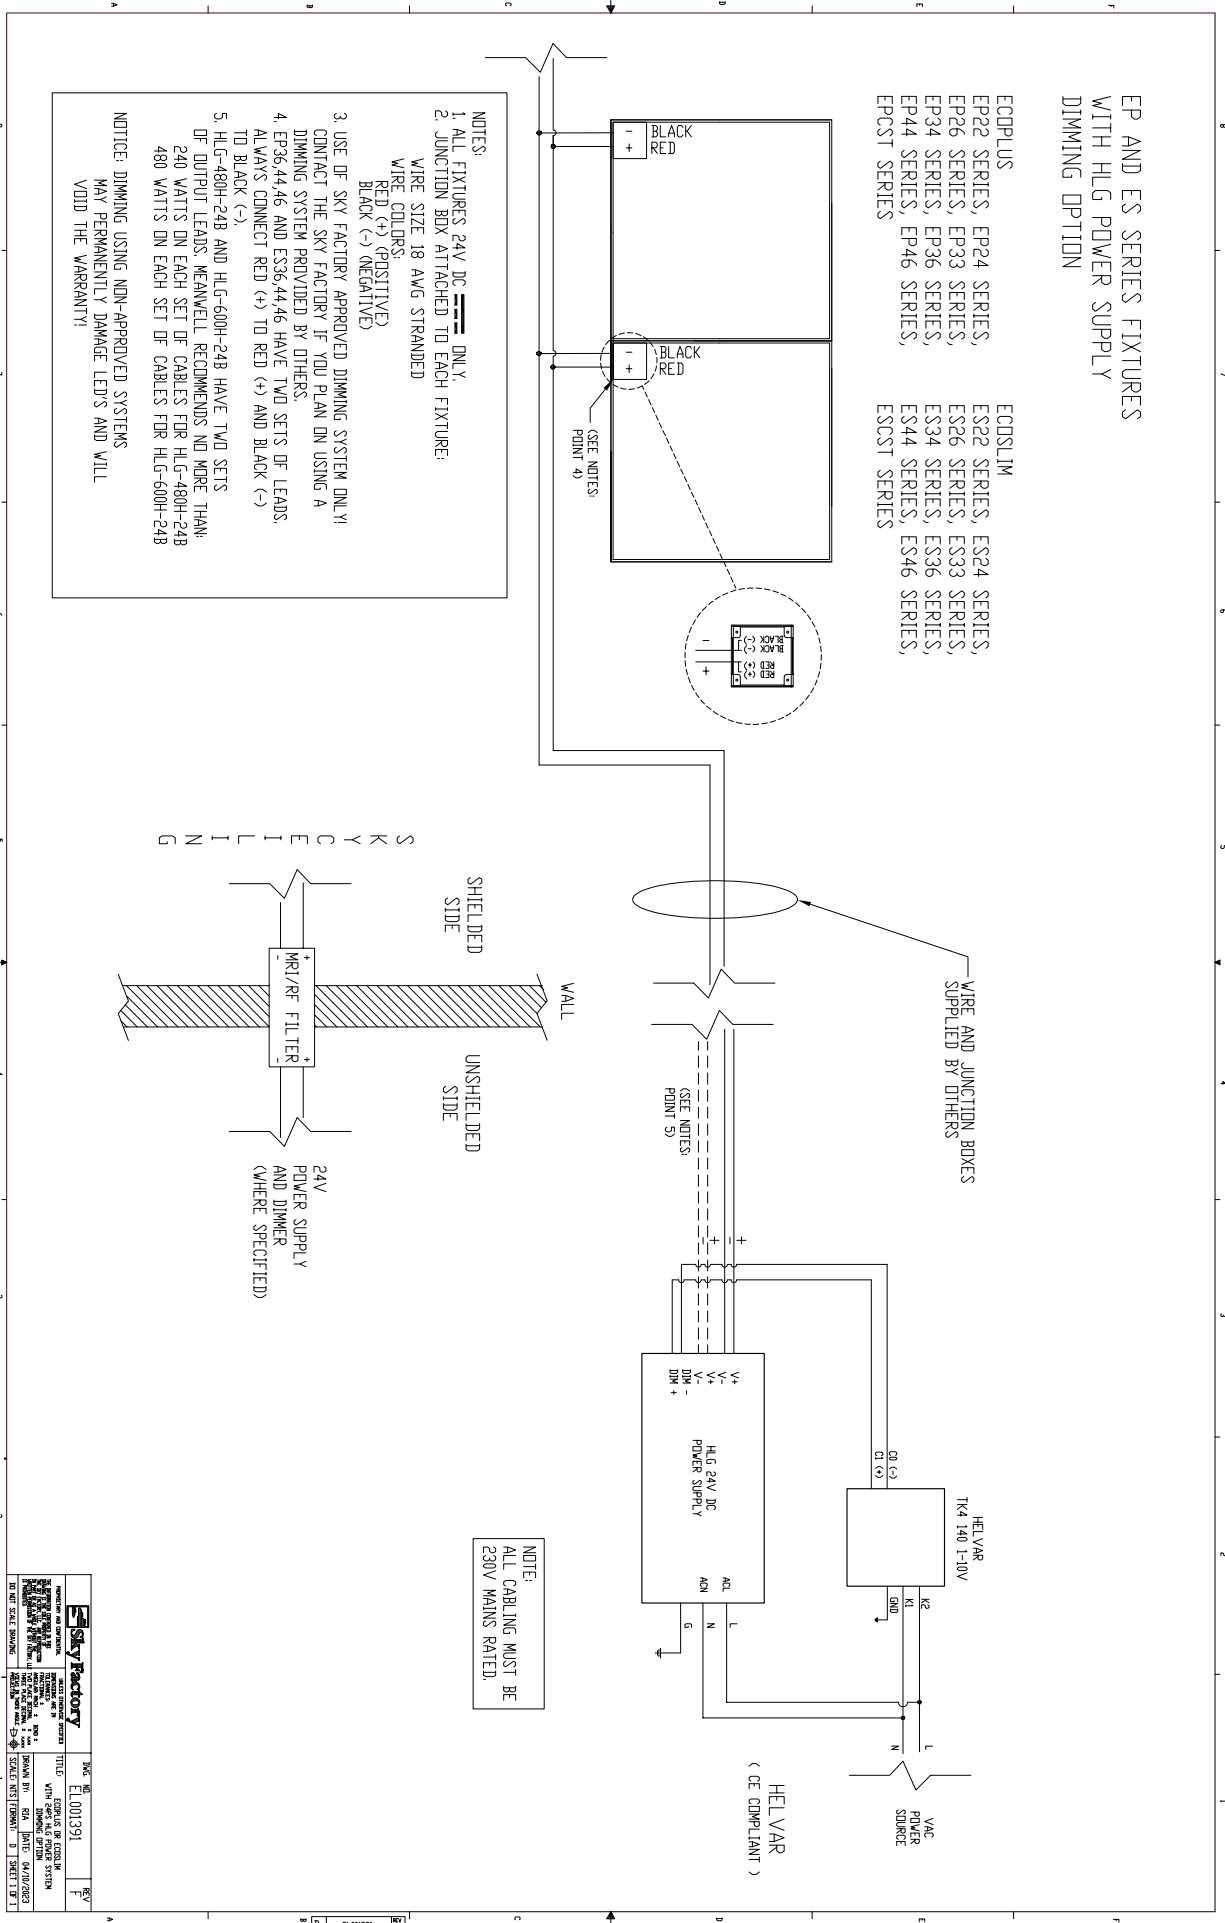 EP AND ES SERIES FIXTURES
WITH HLG POWER SUPPLY
DIMMING OPTION
ECOPLUS
EP22 SERIES, EP24 SERIES,
EP26 SERIES, EP33 SERIES,
EP34 SERIES, EP36 SERIES,
EP44 SERIES, EP46 SERIES,
EPCST SERIES
ECOSLIM
ES22 SERIES, ES24 SERIES,
ES26 SERIES, ES33 SERIES,
ES34 SERIES, ES36 SERIES,
ES44 SERIES, ES46 SERIES,
ESCST SERIES
BLACK
RED
-
+
BLACK
RED
-
+
(SEE NOTES:
POINT 4)
BLACK (-)
BLACK (-)
RED (+)
RED (+)
-
+
WIRE AND JUNCTION BOXES
SUPPLIED BY OTHERS
(SEE NOTES:
POINT 5)
+
-
+
-
V+
V-
V+
V-
DIM -
DIM +
HLG 24V DC
POWER SUPPLY
ACL
ACN
L
N
G
HELVAR
TK4 140 1-10V
C0 (-)
C1 (+)
K2
K1
GND
L
N
VAC
POWER
SOURCE
HELVAR
( CE COMPLIANT )
NOTES:
1. ALL FIXTURES 24V DC ONLY.
2. JUNCTION BOX ATTACHED TO EACH FIXTURE:
WIRE SIZE 18 AWG STRANDED
WIRE COLORS:
RED (+) (POSITIVE)
BLACK (-) (NEGATIVE)
3. USE OF SKY FACTORY APPROVED DIMMING SYSTEM ONLY!
CONTACT THE SKY FACTORY IF YOU PLAN ON USING A
DIMMING SYSTEM PROVIDED BY OTHERS.
4. EP36,44,46 AND ES36,44,46 HAVE TWO SETS OF LEADS.
ALWAYS CONNECT RED (+) TO RED (+) AND BLACK (-)
TO BLACK (-).
5. HLG-480H-24B AND HLG-600H-24B HAVE TWO SETS
OF OUTPUT LEADS. MEANWELL RECOMMENDS NO MORE THAN:
240 WATTS ON EACH SET OF CABLES FOR HLG-480H-24B
480 WATTS ON EACH SET OF CABLES FOR HLG-600H-24B
NOTICE: DIMMING USING NON-APPROVED SYSTEMS
MAY PERMANENTLY DAMAGE LED'S AND WILL
VOID THE WARRANTY!
SKYCEILING
SHIELDED
SIDE
WALL
UNSHIELDED
SIDE
+ +
MRI/RF FILTER
- -
24V
POWER SUPPLY
AND DIMMER
(WHERE SPECIFIED)
NOTE:
ALL CABLING MUST BE
230V MAINS RATED.
Sky Factory
PROPRIETARY AND CONFIDENTIAL
DO NOT SCALE DRAWING
UNLESS OTHERWISE SPECIFIED
DWG. NO.
EL001391
REV
F
TITLE:
ECOPLUS OR ECOSLIM
WITH 24PS HLG POWER SYSTEM
DIMMING OPTION
DRAWN BY: RIA
DATE: 04/10/2023
SCALE: NTS
FORMAT: D
SHEET 1 OF 1